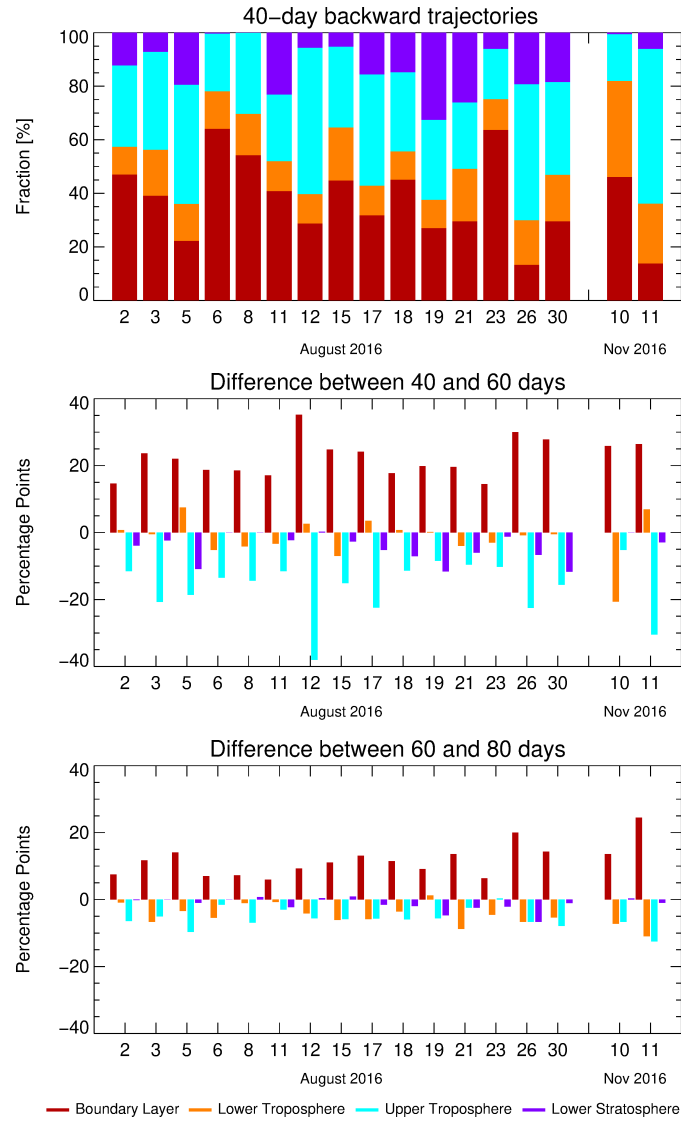 40−day backward trajectories
Fraction [%]
100
80
60
40
20
0
2 3 5 6 8 11 12 15 17 18 19 21 23 26 30 10 11
August 2016 Nov 2016
Difference between 40 and 60 days
Percentage Points
40
20
0
−20
−40
2 3 5 6 8 11 12 15 17 18 19 21 23 26 30 10 11
August 2016 Nov 2016
Difference between 60 and 80 days
Percentage Points
40
20
0
−20
−40
2 3 5 6 8 11 12 15 17 18 19 21 23 26 30 10 11
August 2016 Nov 2016
Boundary Layer Lower Troposphere Upper Troposphere Lower Stratosphere